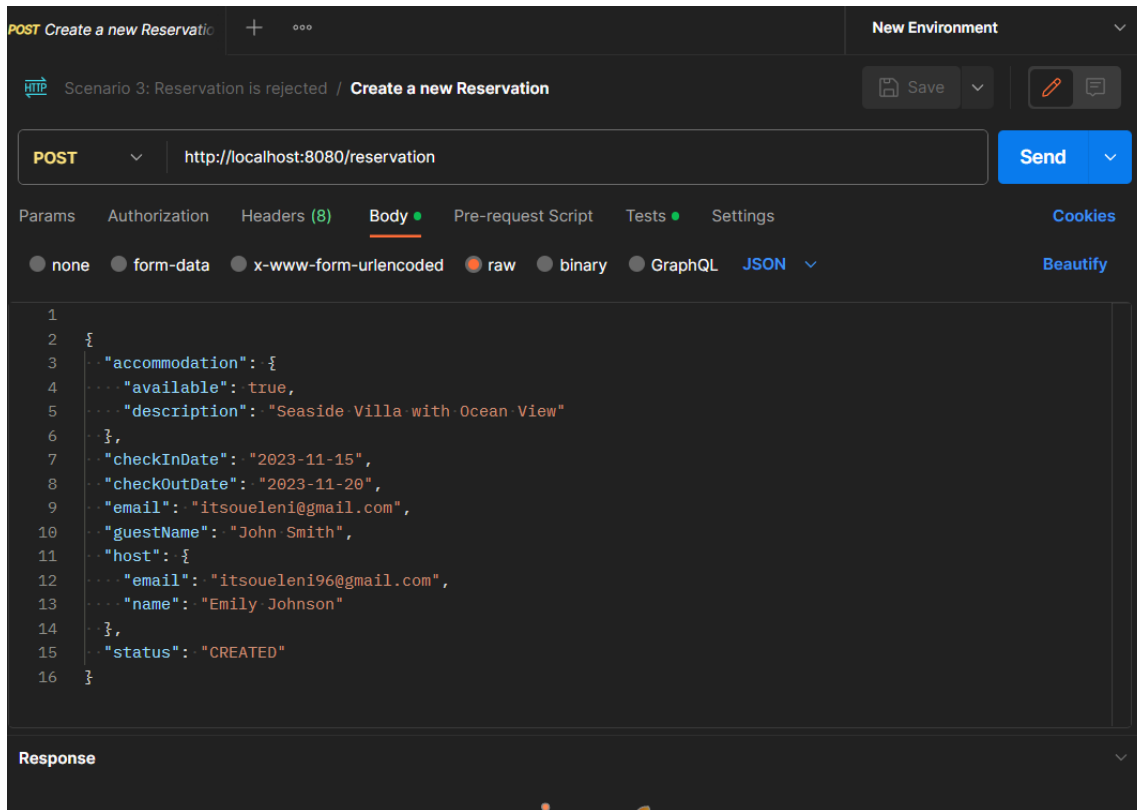 POST Create a new Reservatio
New Environment
HTTP Scenario 3: Reservation is rejected / Create a new Reservation
Save
POST http://localhost:8080/reservation
Send
Params Authorization Headers (8) Body Pre-request Script Tests Settings Cookies
none form-data x-www-form-urlencoded raw binary GraphQL JSON Beautify
1
2 {
3 "accommodation": {
4 "available": true,
5 "description": "Seaside Villa with Ocean View"
6 },
7 "checkInDate": "2023-11-15",
8 "checkOutDate": "2023-11-20",
9 "email": "itsoueleni@gmail.com",
10 "guestName": "John Smith",
11 "host": {
12 "email": "itsoueleni96@gmail.com",
13 "name": "Emily Johnson"
14 },
15 "status": "CREATED"
16 }
Response